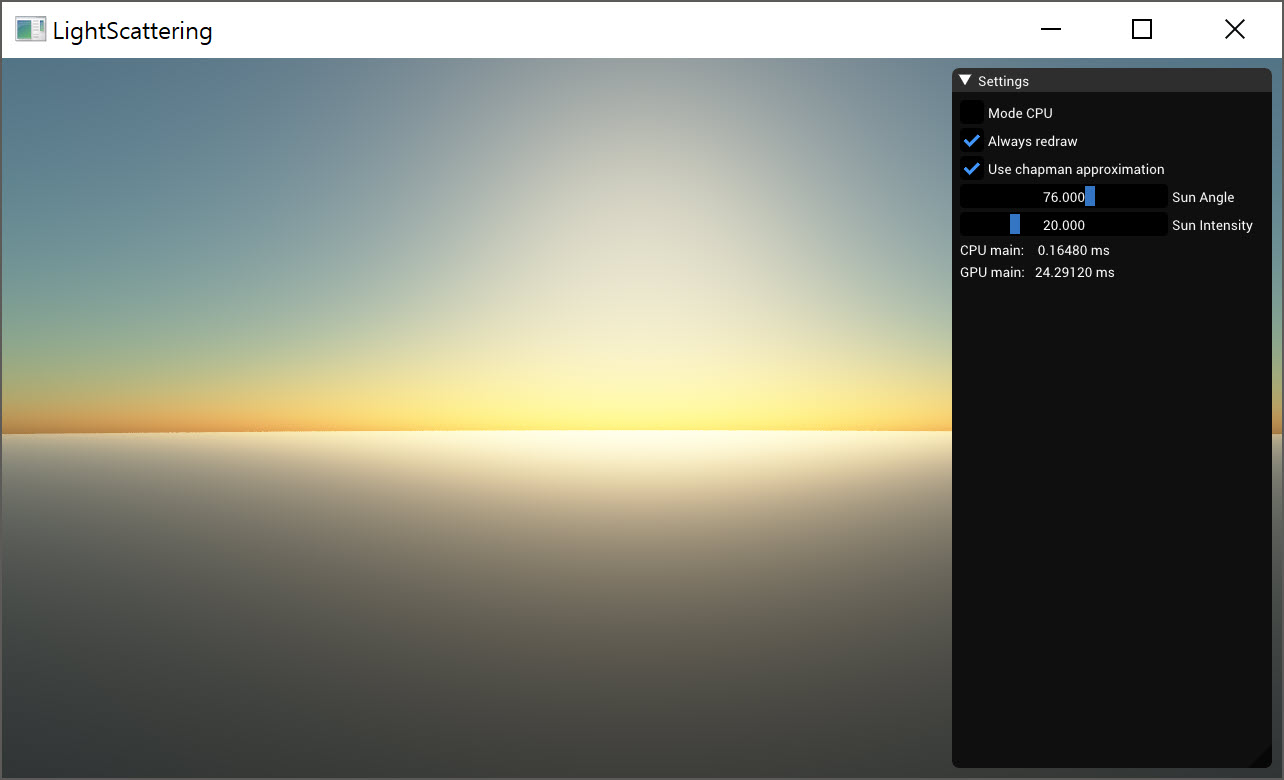 LightScattering
Settings
Mode CPU
Always redraw
Use chapman approximation
76.000 Sun Angle
20.000 Sun Intensity
CPU main: 0.16480 ms
GPU main: 24.29120 ms